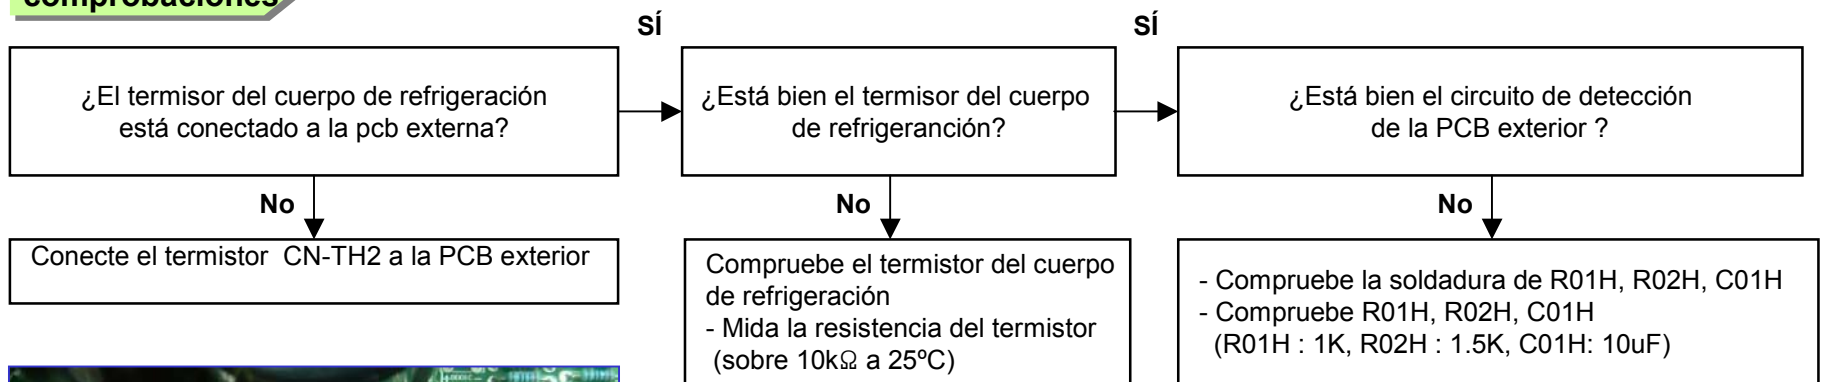 comprobaciones
SÍ
SÍ
¿El termisor del cuerpo de refrigeración
está conectado a la pcb externa?
¿Está bien el termisor del cuerpo
de refrigeranción?
¿Está bien el circuito de detección
de la PCB exterior ?
No
No
No
Conecte el termistor  CN-TH2 a la PCB exterior
Compruebe el termistor del cuerpo
de refrigeración
- Mida la resistencia del termistor
(sobre 10kΩ a 25ºC)
- Compruebe la soldadura de R01H, R02H, C01H
- Compruebe R01H, R02H, C01H
(R01H : 1K, R02H : 1.5K, C01H: 10uF)